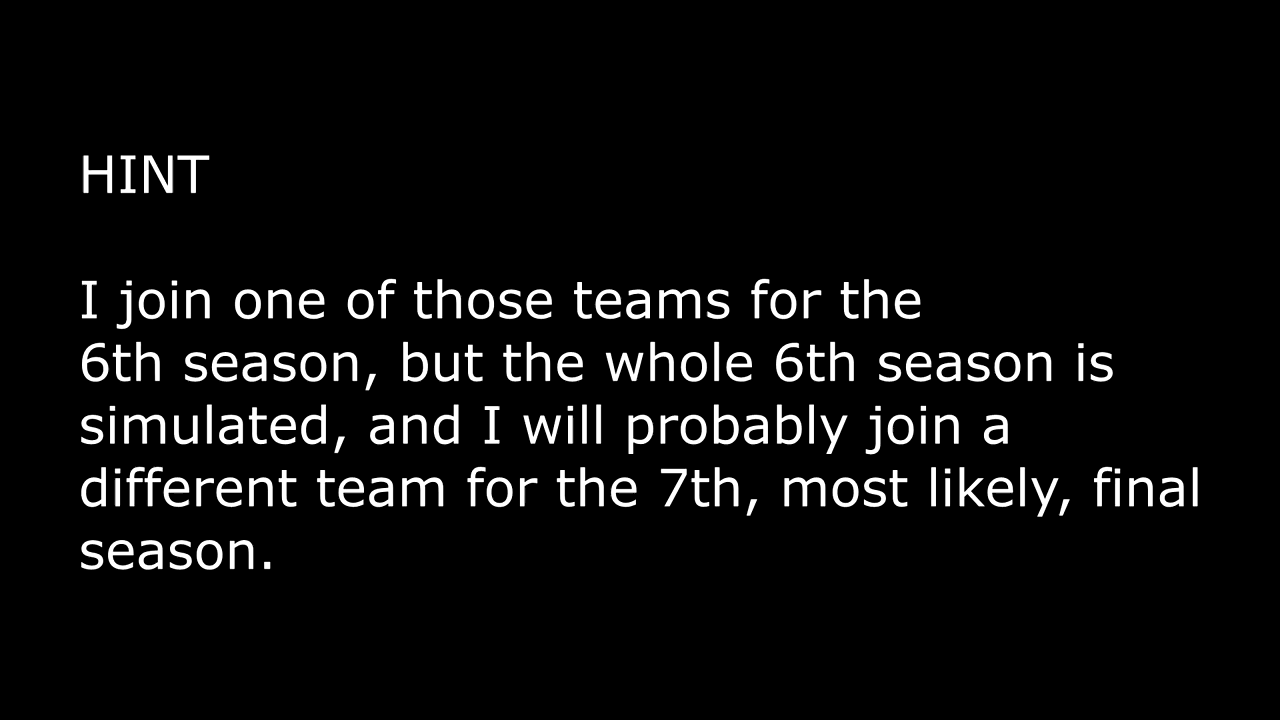 HINT
I join one of those teams for the
6th season, but the whole 6th season is
simulated, and I will probably join a
different team for the 7th, most likely, final
season.